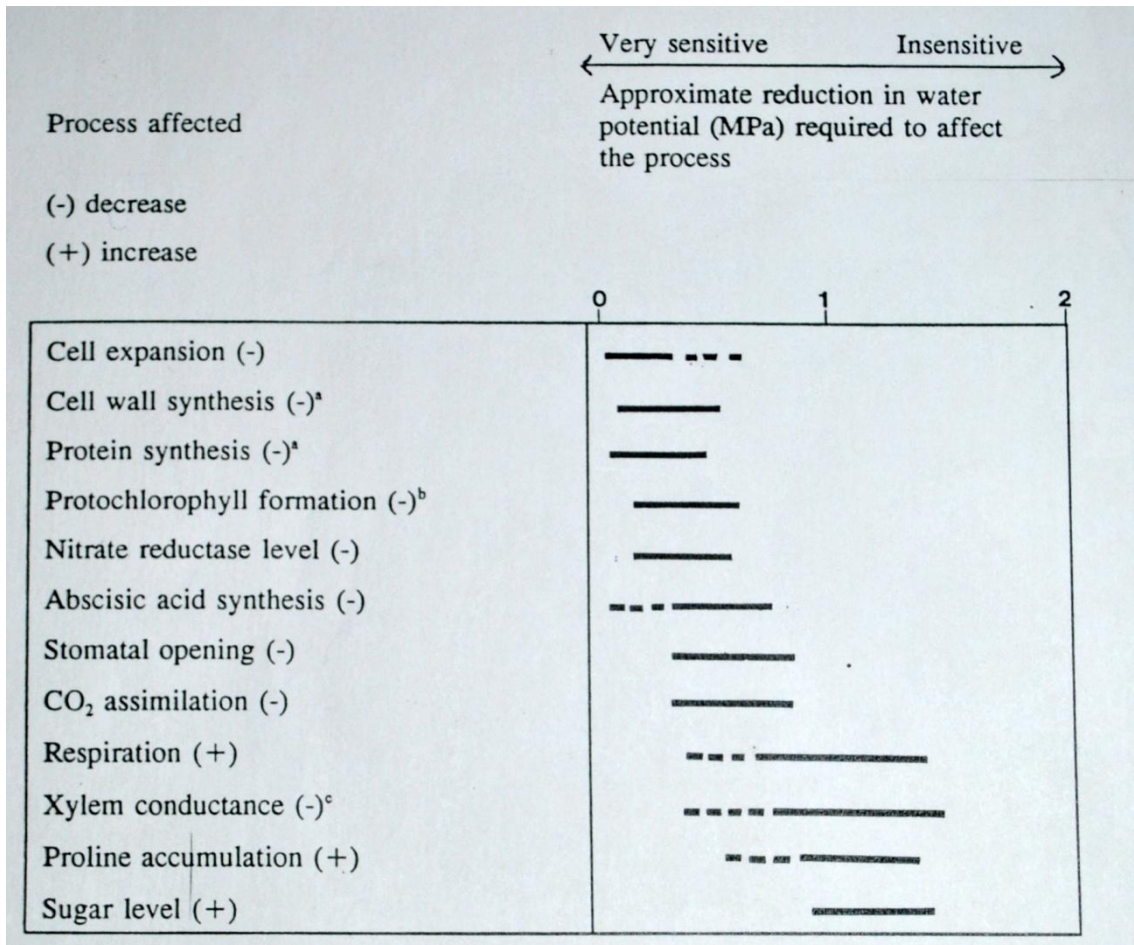 Very sensitive Insensitive
Approximate reduction in water
potential (MPa) required to affect
the process
Process affected
(-) decrease
(+) increase
0 1 2
Cell expansion (-)
Cell wall synthesis (-)ᵃ
Protein synthesis (-)ᵃ
Protochlorophyll formation (-)ᵇ
Nitrate reductase level (-)
Abscisic acid synthesis (-)
Stomatal opening (-)
CO₂ assimilation (-)
Respiration (+)
Xylem conductance (-)ᶜ
Proline accumulation (+)
Sugar level (+)